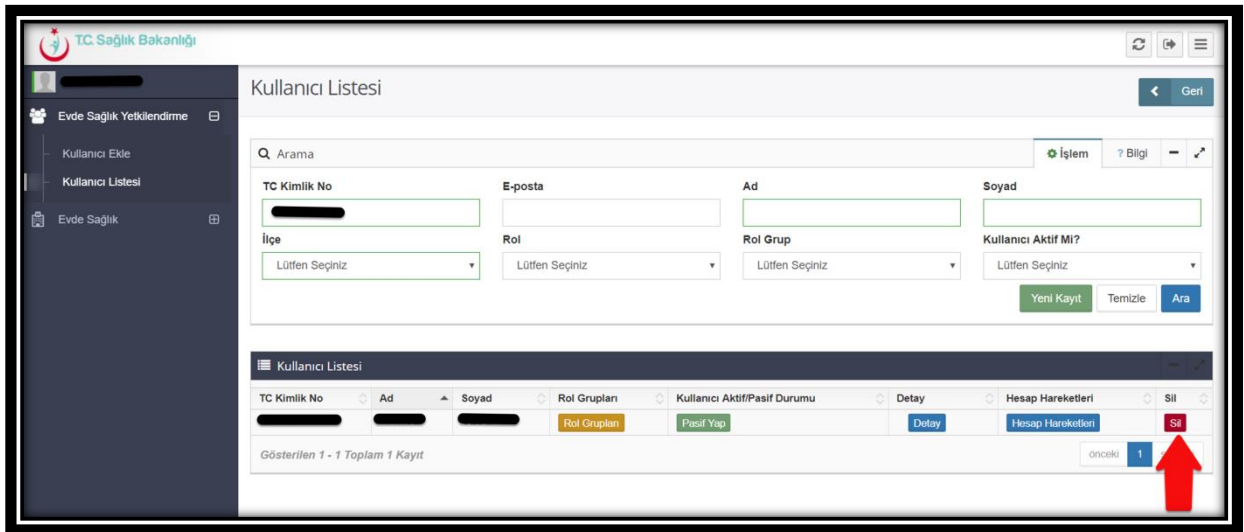 T.C. Sağlık Bakanlığı
Kullanıcı Listesi
Geri
Evde Sağlık Yetkilendirme
Kullanıcı Ekle
Kullanıcı Listesi
Evde Sağlık
Arama
İşlem ? Bilgi
TC Kimlik No E-posta Ad Soyad
İlçe Rol Rol Grup Kullanıcı Aktif Mi?
Lütfen Seçiniz Lütfen Seçiniz Lütfen Seçiniz Lütfen Seçiniz
Yeni Kayıt Temizle Ara
Kullanıcı Listesi
TC Kimlik No Ad Soyad Rol Grupları Kullanıcı Aktif/Pasif Durumu Detay Hesap Hareketleri Sil
Rol Grupları Pasif Yap Detay Hesap Hareketleri Sil
Gösterilen 1 - 1 Toplam 1 Kayıt
önceki 1